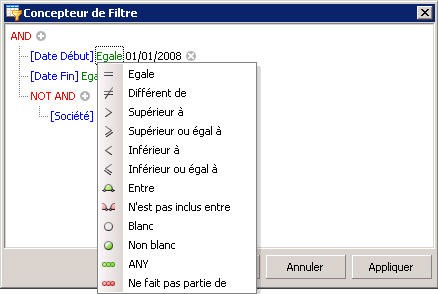 Concepteur de Filtre
AND
[Date Début] Egale 01/01/2008
[Date Fin] Ega
NOT AND
[Société]
Egale
Différent de
Supérieur à
Supérieur ou égal à
Inférieur à
Inférieur ou égal à
Entre
N'est pas inclus entre
Blanc
Non blanc
ANY
Ne fait pas partie de
Annuler
Appliquer